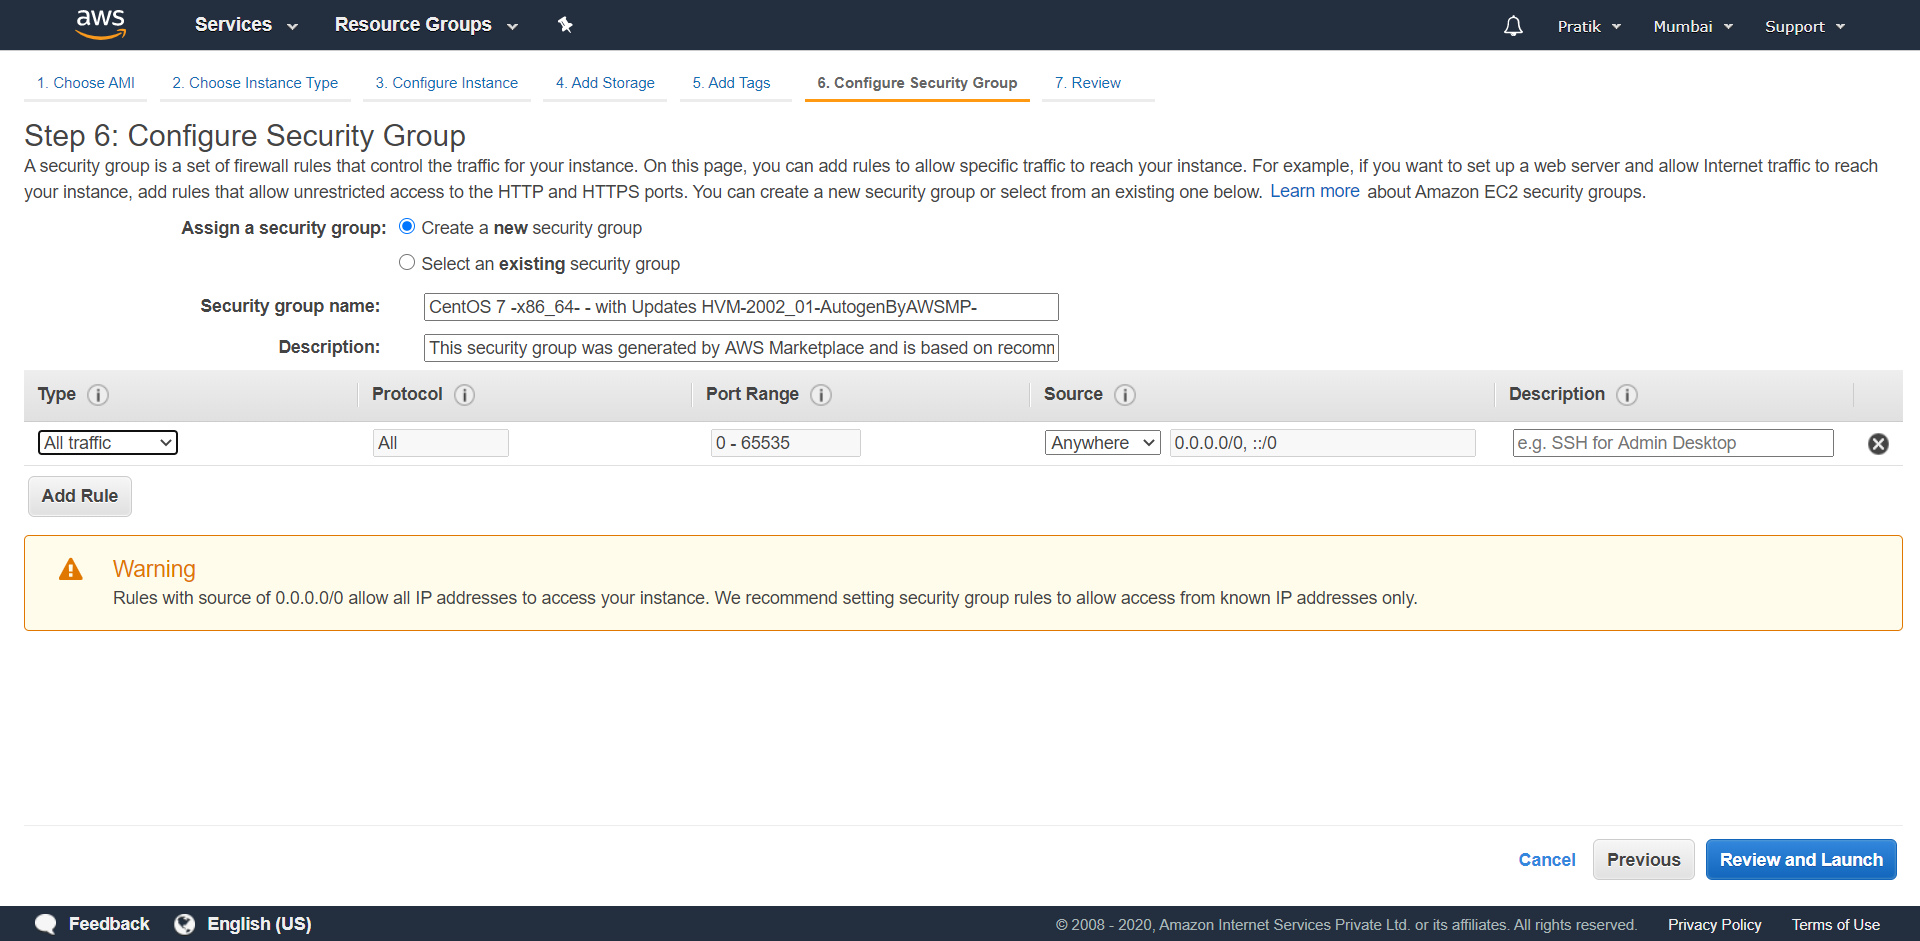 aws Services Resource Groups Pratik Mumbai Support
1. Choose AMI 2. Choose Instance Type 3. Configure Instance 4. Add Storage 5. Add Tags 6. Configure Security Group 7. Review
Step 6: Configure Security Group
A security group is a set of firewall rules that control the traffic for your instance. On this page, you can add rules to allow specific traffic to reach your instance. For example, if you want to set up a web server and allow Internet traffic to reach
your instance, add rules that allow unrestricted access to the HTTP and HTTPS ports. You can create a new security group or select from an existing one below. Learn more about Amazon EC2 security groups.
Assign a security group: Create a new security group
Select an existing security group
Security group name: CentOS 7 -x86_64- - with Updates HVM-2002_01-AutogenByAWSMP-
Description: This security group was generated by AWS Marketplace and is based on recomm
Type i Protocol i Port Range i Source i Description i
All traffic All 0 - 65535 Anywhere 0.0.0.0/0, ::/0 e.g. SSH for Admin Desktop
Add Rule
Warning
Rules with source of 0.0.0.0/0 allow all IP addresses to access your instance. We recommend setting security group rules to allow access from known IP addresses only.
Cancel Previous Review and Launch
Feedback English (US) © 2008 - 2020, Amazon Internet Services Private Ltd. or its affiliates. All rights reserved. Privacy Policy Terms of Use